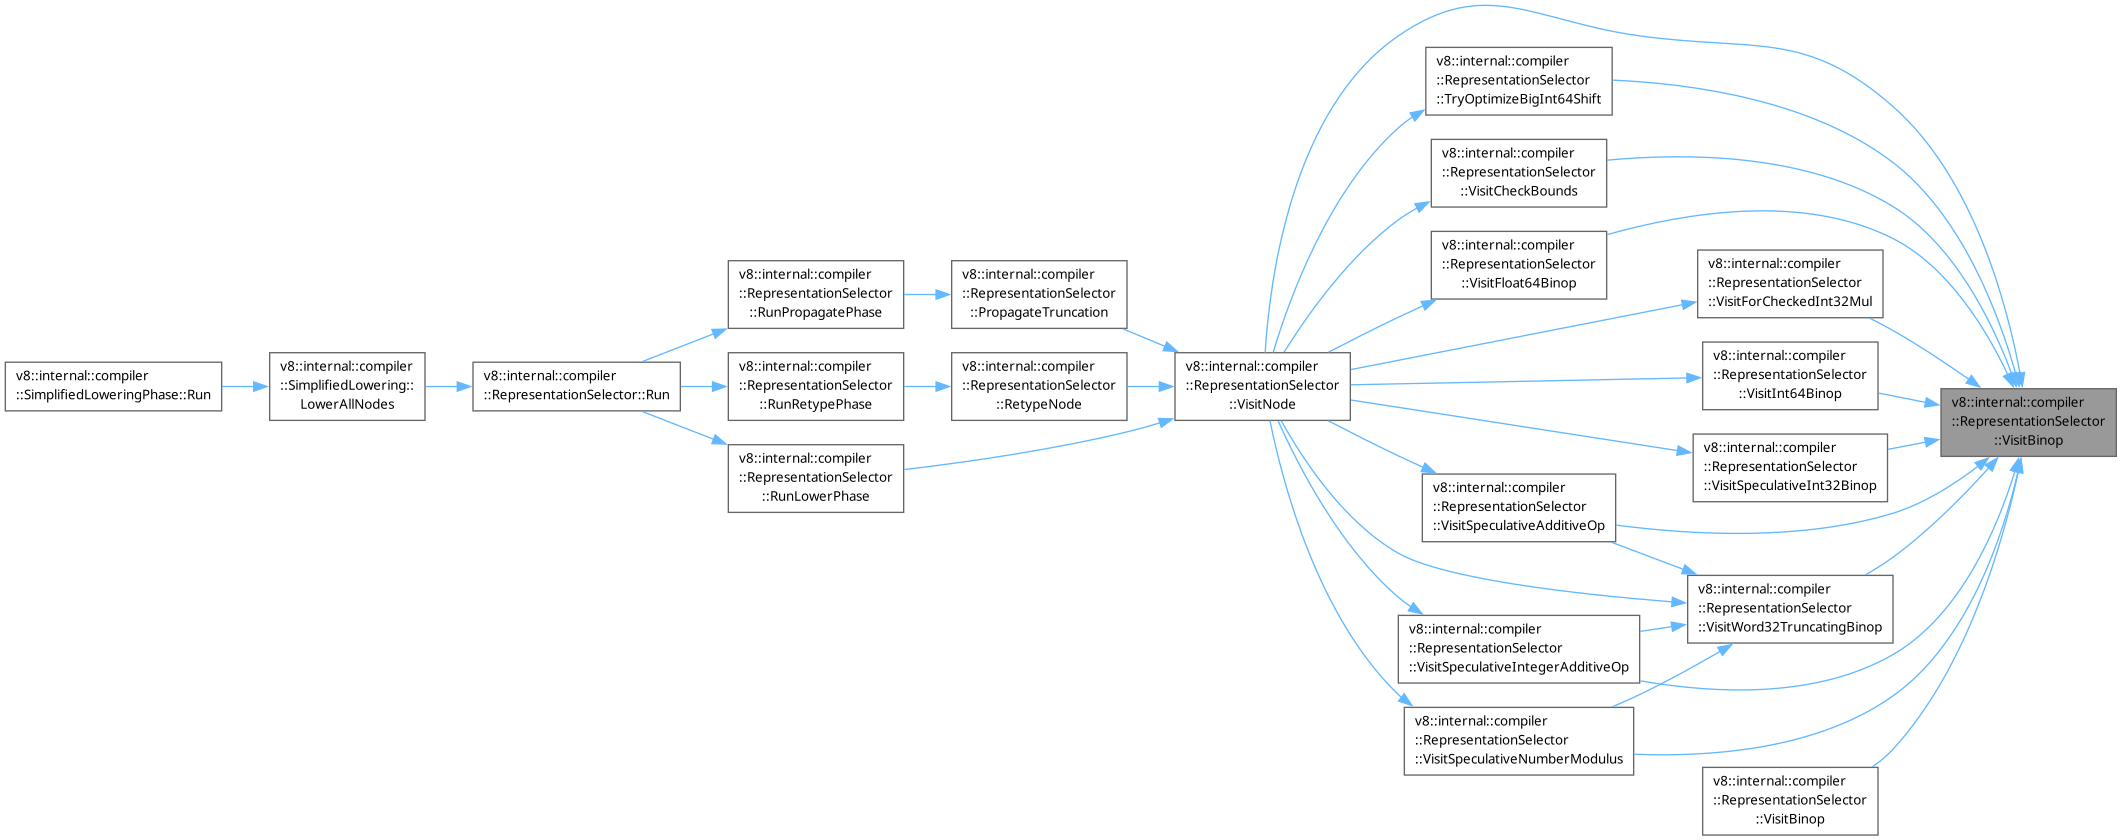 v8::internal::compiler
::SimplifiedLoweringPhase::Run
v8::internal::compiler
::SimplifiedLowering::
LowerAllNodes
v8::internal::compiler
::RepresentationSelector::Run
v8::internal::compiler
::RepresentationSelector
::RunPropagatePhase
v8::internal::compiler
::RepresentationSelector
::RunRetypePhase
v8::internal::compiler
::RepresentationSelector
::RunLowerPhase
v8::internal::compiler
::RepresentationSelector
::PropagateTruncation
v8::internal::compiler
::RepresentationSelector
::RetypeNode
v8::internal::compiler
::RepresentationSelector
::VisitNode
v8::internal::compiler
::RepresentationSelector
::TryOptimizeBigInt64Shift
v8::internal::compiler
::RepresentationSelector
::VisitCheckBounds
v8::internal::compiler
::RepresentationSelector
::VisitFloat64Binop
v8::internal::compiler
::RepresentationSelector
::VisitForCheckedInt32Mul
v8::internal::compiler
::RepresentationSelector
::VisitInt64Binop
v8::internal::compiler
::RepresentationSelector
::VisitSpeculativeInt32Binop
v8::internal::compiler
::RepresentationSelector
::VisitSpeculativeAdditiveOp
v8::internal::compiler
::RepresentationSelector
::VisitWord32TruncatingBinop
v8::internal::compiler
::RepresentationSelector
::VisitSpeculativeIntegerAdditiveOp
v8::internal::compiler
::RepresentationSelector
::VisitSpeculativeNumberModulus
v8::internal::compiler
::RepresentationSelector
::VisitBinop
v8::internal::compiler
::RepresentationSelector
::VisitBinop